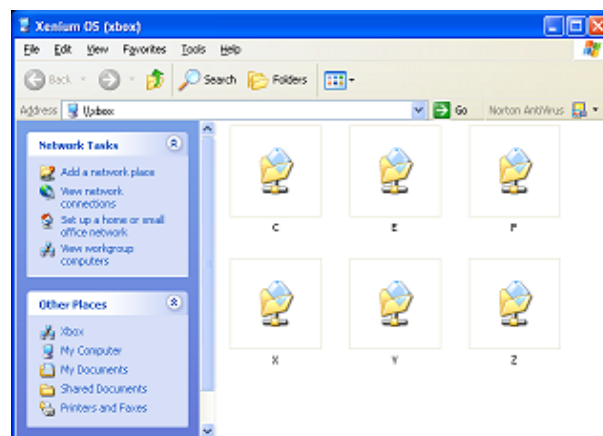 Xenium OS (xbox)
File Edit View Favorites Tools Help
Back Search Folders
Address \\xbox Go Norton AntiVirus
Network Tasks
Add a network place
View network
connections
Set up a home or small
office network
View workgroup
computers
Other Places
Xbox
My Computer
My Documents
Shared Documents
Printers and Faxes
C E F
X Y Z